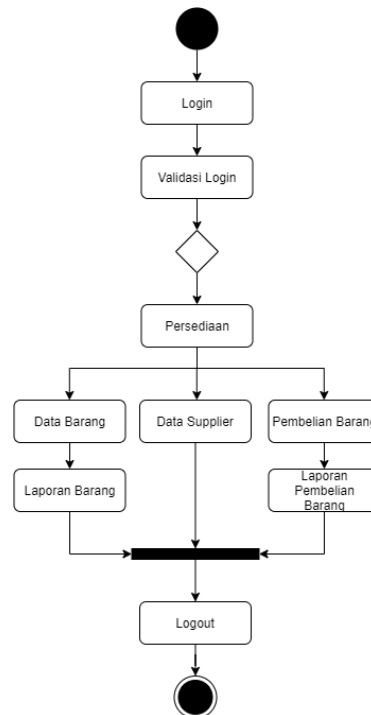 Login
Validasi Login
Persediaan
Data Barang
Data Supplier
Pembelian Barang
Laporan Barang
Laporan
Pembelian
Barang
Logout